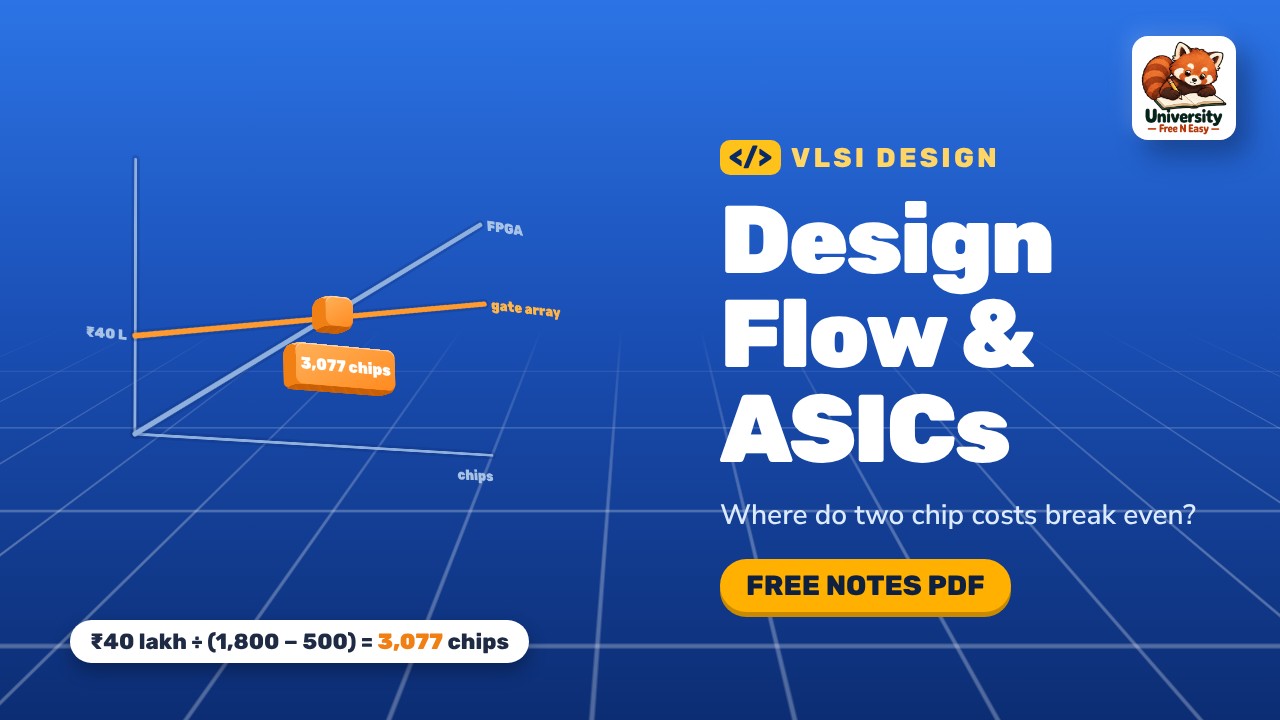 University
Free N Easy
</> VLSI DESIGN
Design
Flow &
ASICs
Where do two chip costs break even?
FREE NOTES PDF
FPGA
gate array
₹40 L
3,077 chips
chips
₹40 lakh ÷ (1,800 – 500) = 3,077 chips